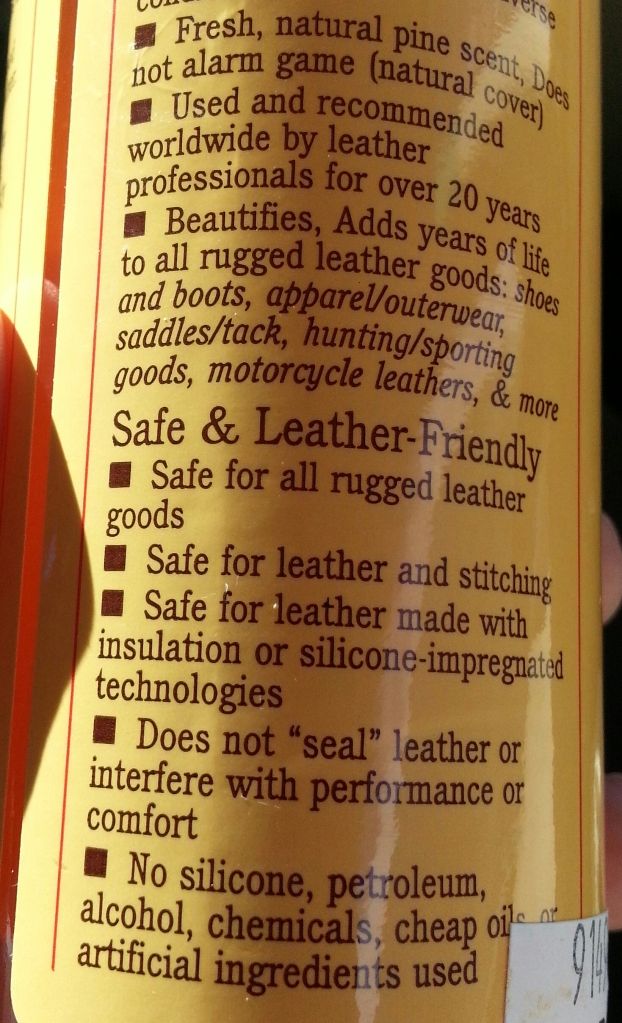 ■ Fresh, natural pine scent, Does
not alarm game (natural cover)
■ Used and recommended
worldwide by leather
professionals for over 20 years
■ Beautifies, Adds years of life
to all rugged leather goods: shoes
and boots, apparel/outerwear,
saddles/tack, hunting/sporting
goods, motorcycle leathers, & more
Safe & Leather-Friendly
■ Safe for all rugged leather
goods
■ Safe for leather and stitching
■ Safe for leather made with
insulation or silicone-impregnated
technologies
■ Does not “seal” leather or
interfere with performance or
comfort
■ No silicone, petroleum,
alcohol, chemicals, cheap oils or
artificial ingredients used